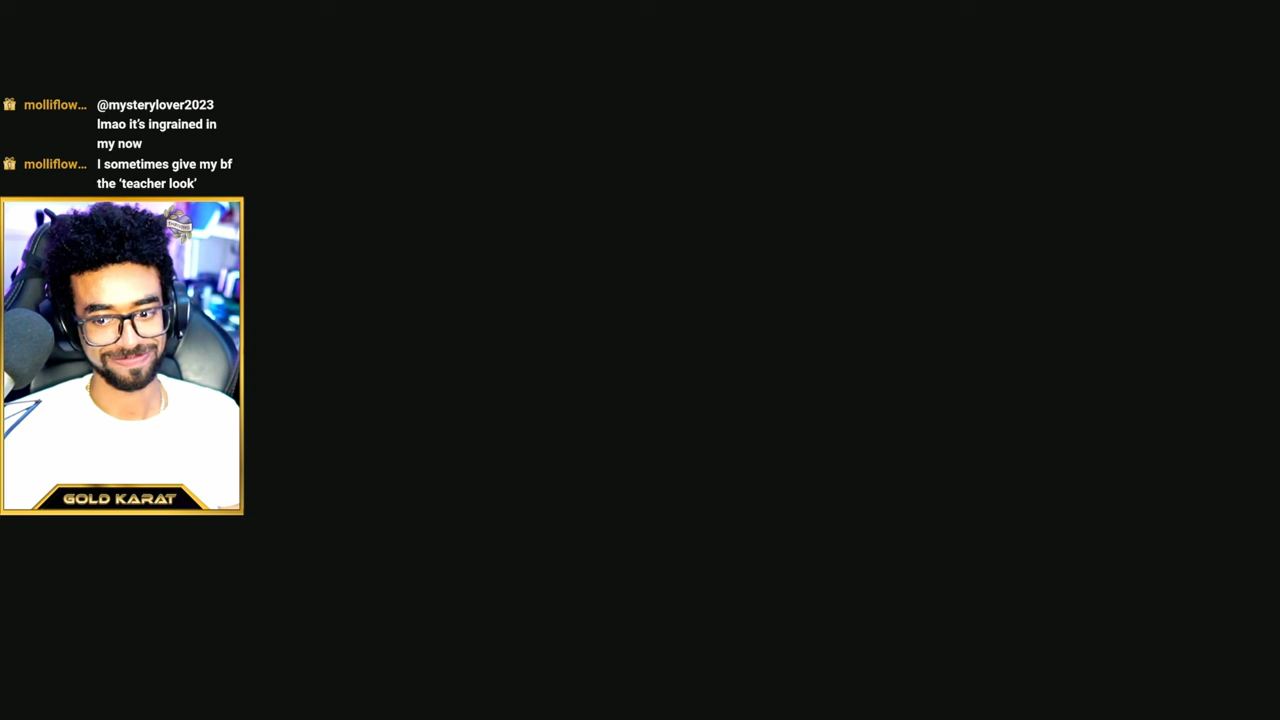 molliflow... @mysterylover2023
lmao it's ingrained in
my now
molliflow... I sometimes give my bf
the ‘teacher look’
GOLD KARAT